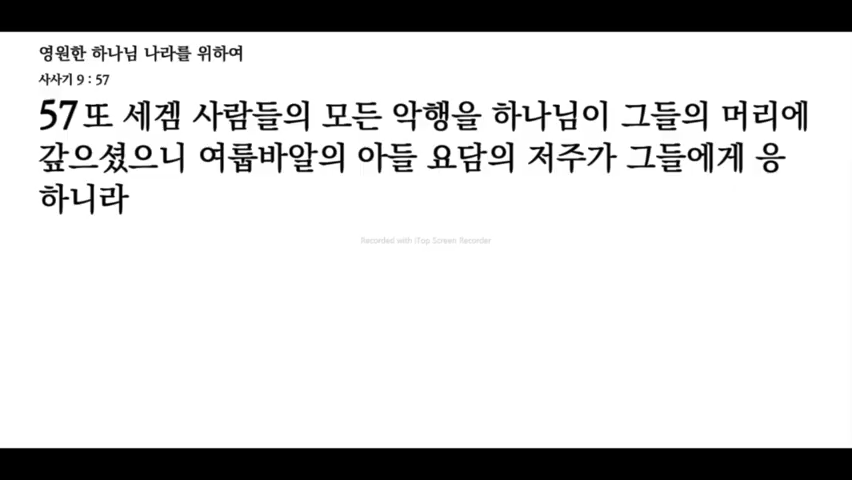 영원한 하나님 나라를 위하여
사사기 9 : 57
57 또 세겜 사람들의 모든 악행을 하나님이 그들의 머리에
갚으셨으니 여룹바알의 아들 요담의 저주가 그들에게 응
하니라
Recorded with iTop Screen Recorder